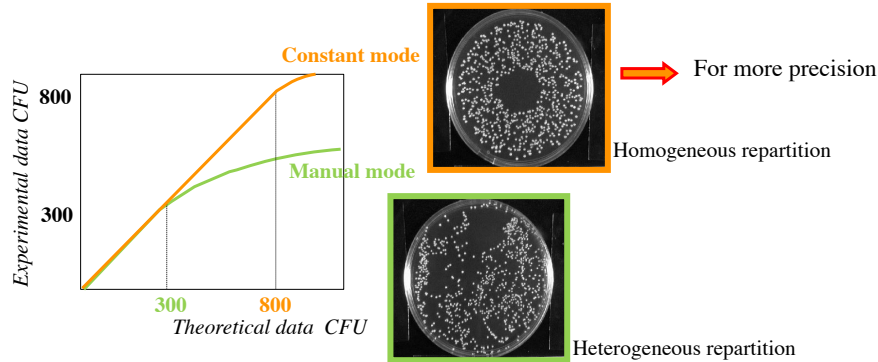 Constant mode
For more precision
800
Experimental data CFU
Homogeneous repartition
Manual mode
300
300
800
Theoretical data CFU
Heterogeneous repartition